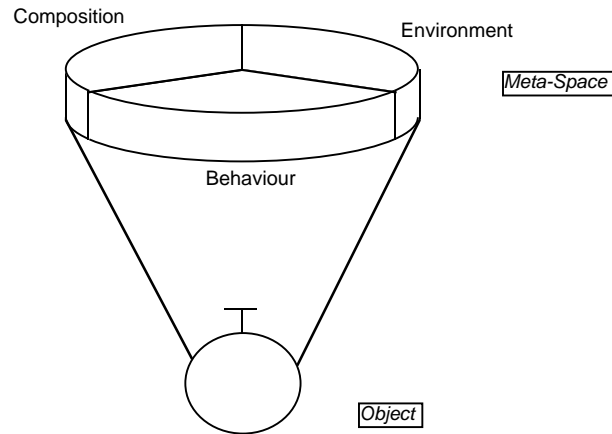 Composition
Environment
Meta-Space
Behaviour
Object